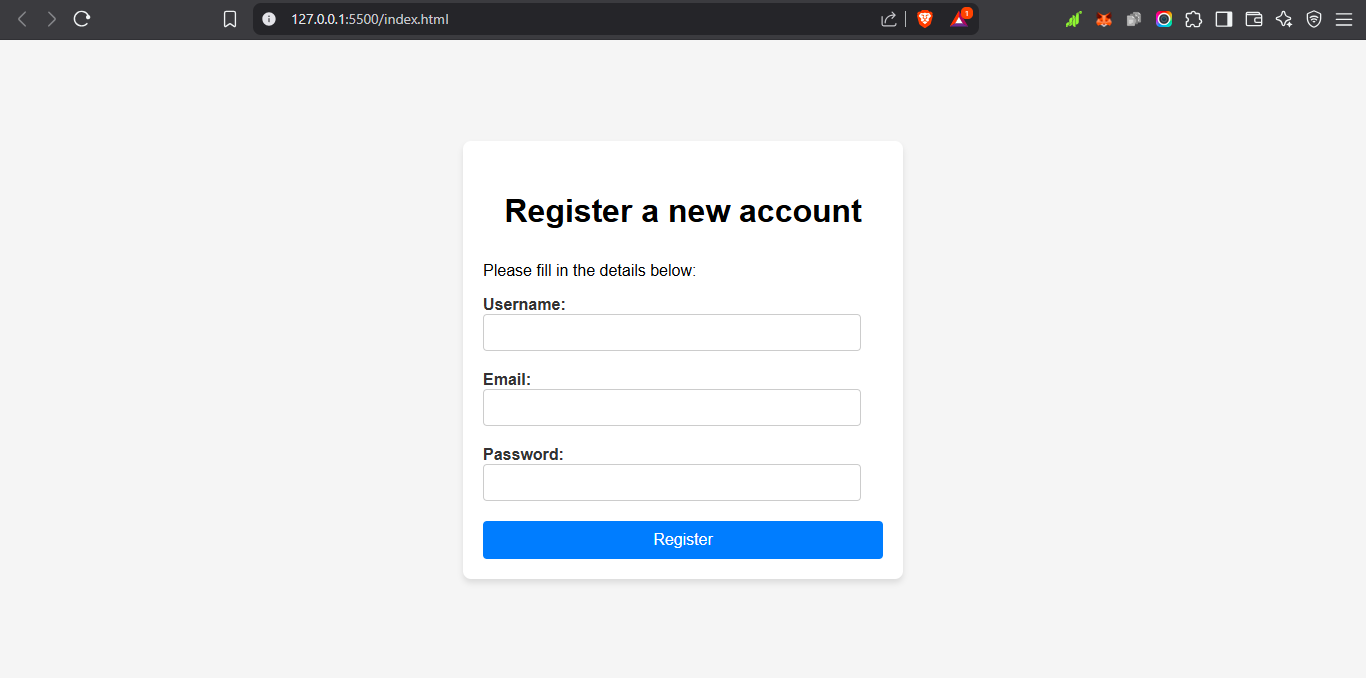 127.0.0.1:5500/index.html
1
Register a new account
Please fill in the details below:
Username:
Email:
Password:
Register